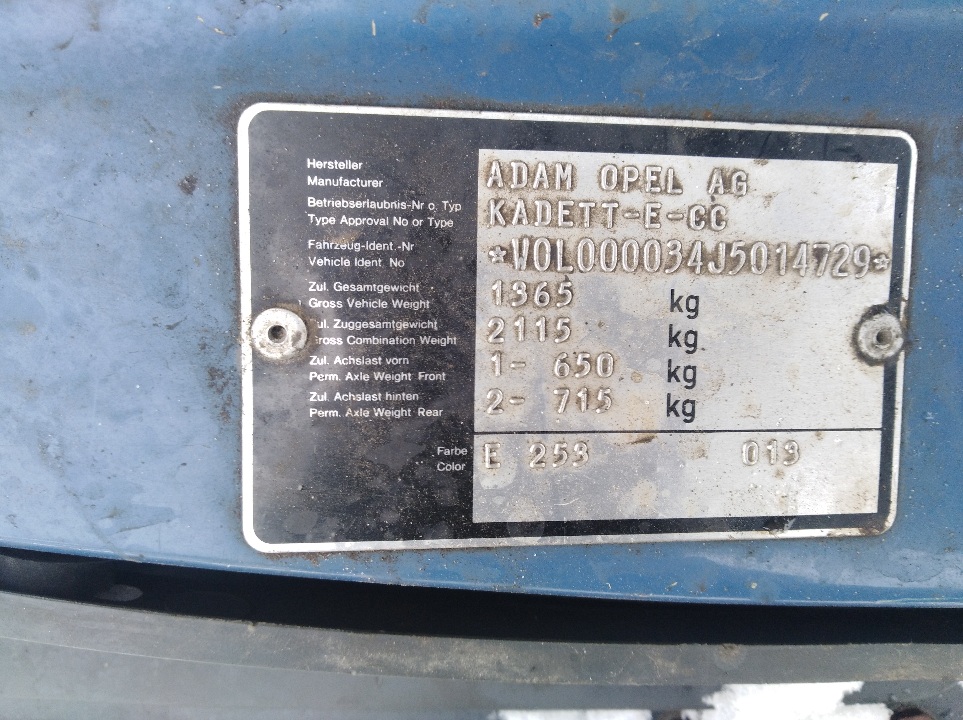 Hersteller
Manufacturer
ADAM OPEL AG
Betriebserlaubnis-Nr o. Typ
Type Approval No or Type
KADETT-E-CC
Fahrzeug-Ident.-Nr
Vehicle Ident. No
*W0L000034J5014729*
Zul. Gesamtgewicht
Gross Vehicle Weight
1365 kg
Zul. Zuggesamtgewicht
Gross Combination Weight
2115 kg
Zul. Achslast vorn
Perm. Axle Weight Front
1- 650 kg
Zul. Achslast hinten
Perm. Axle Weight Rear
2- 715 kg
Farbe
Color
E 253 013